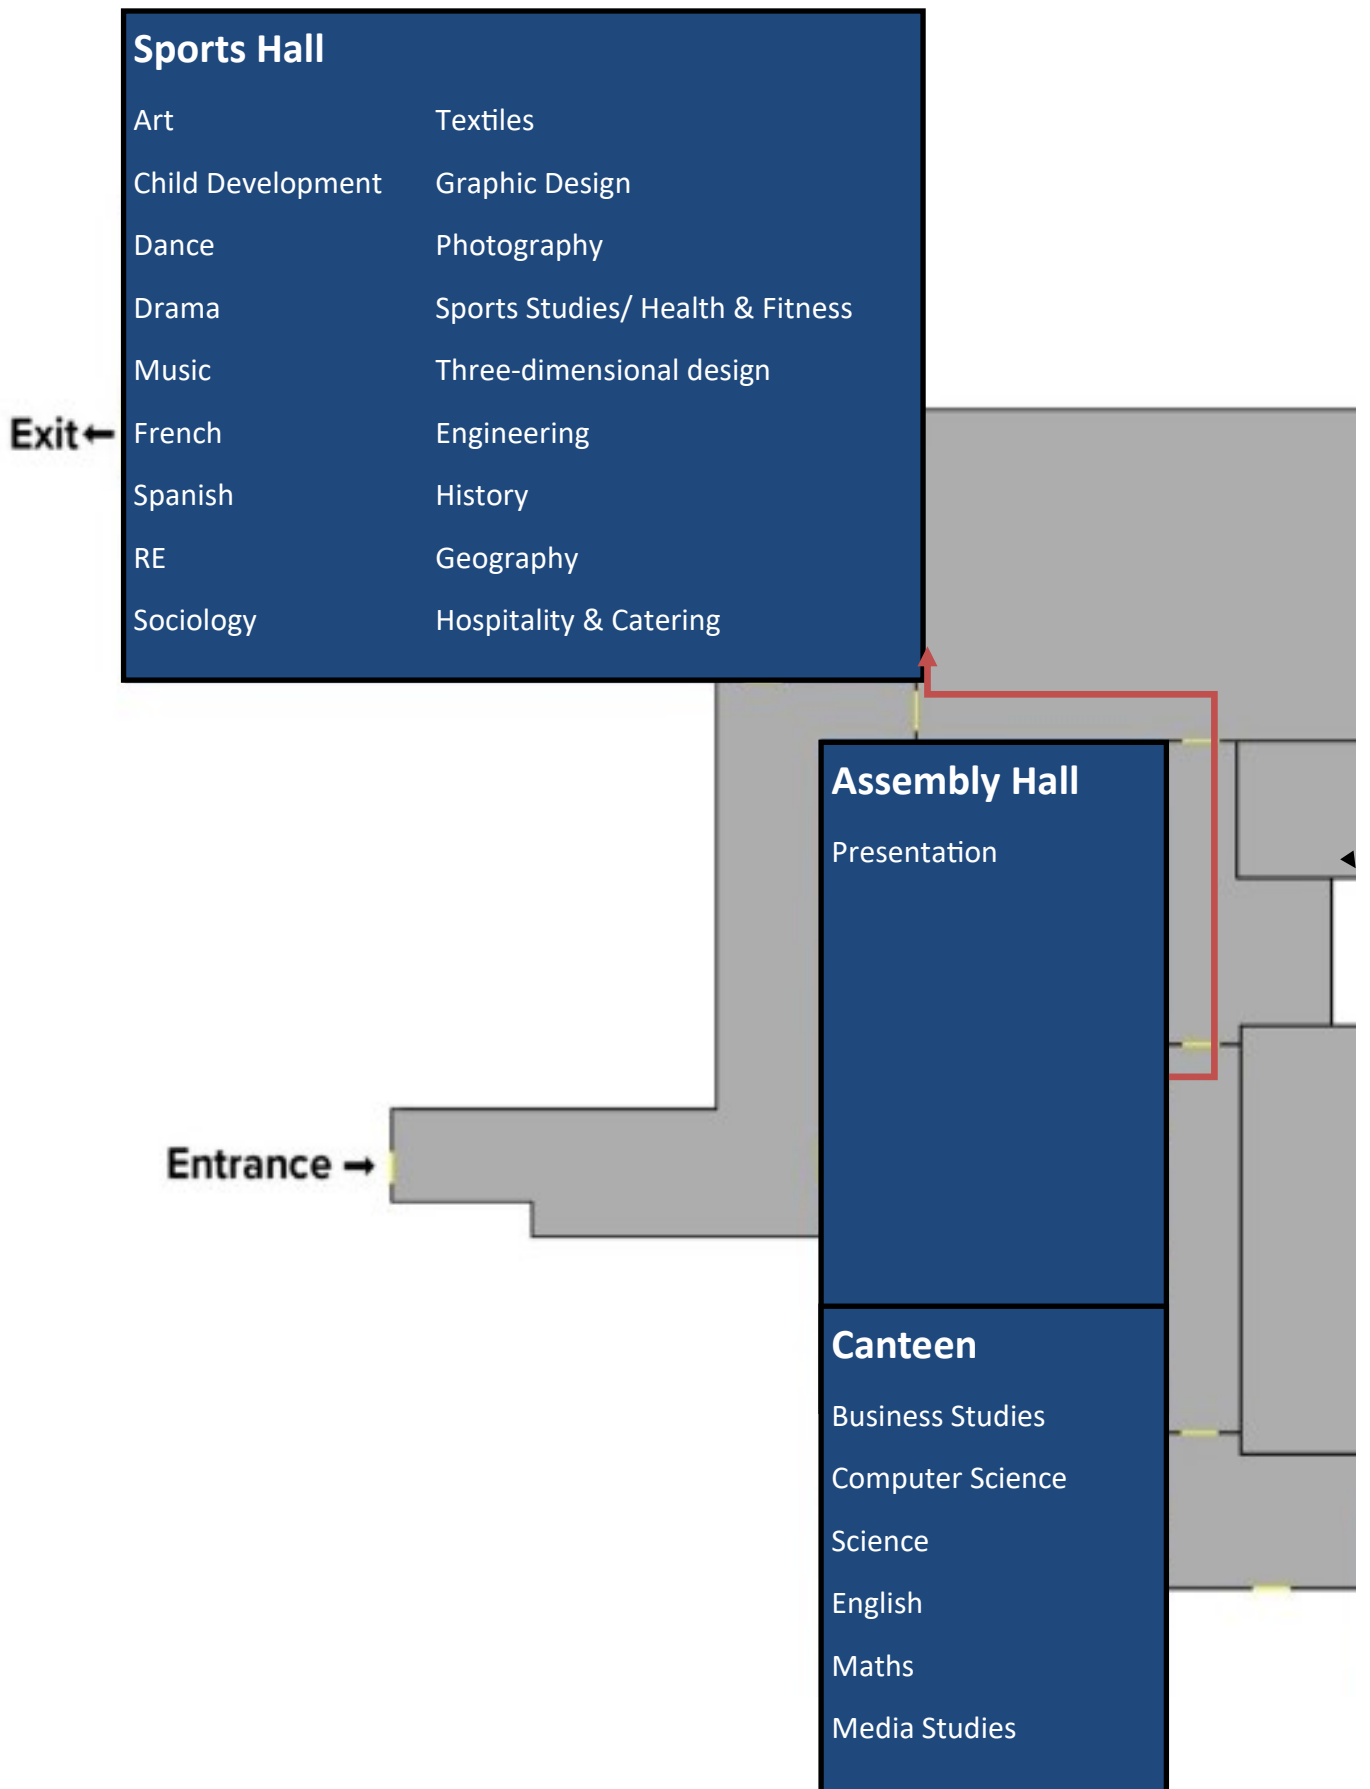 Sports Hall
Art Textiles
Child Development Graphic Design
Dance Photography
Drama Sports Studies/ Health & Fitness
Music Three-dimensional design
Exit← French Engineering
Spanish History
RE Geography
Sociology Hospitality & Catering
Assembly Hall
Presentation
Entrance →
Canteen
Business Studies
Computer Science
Science
English
Maths
Media Studies